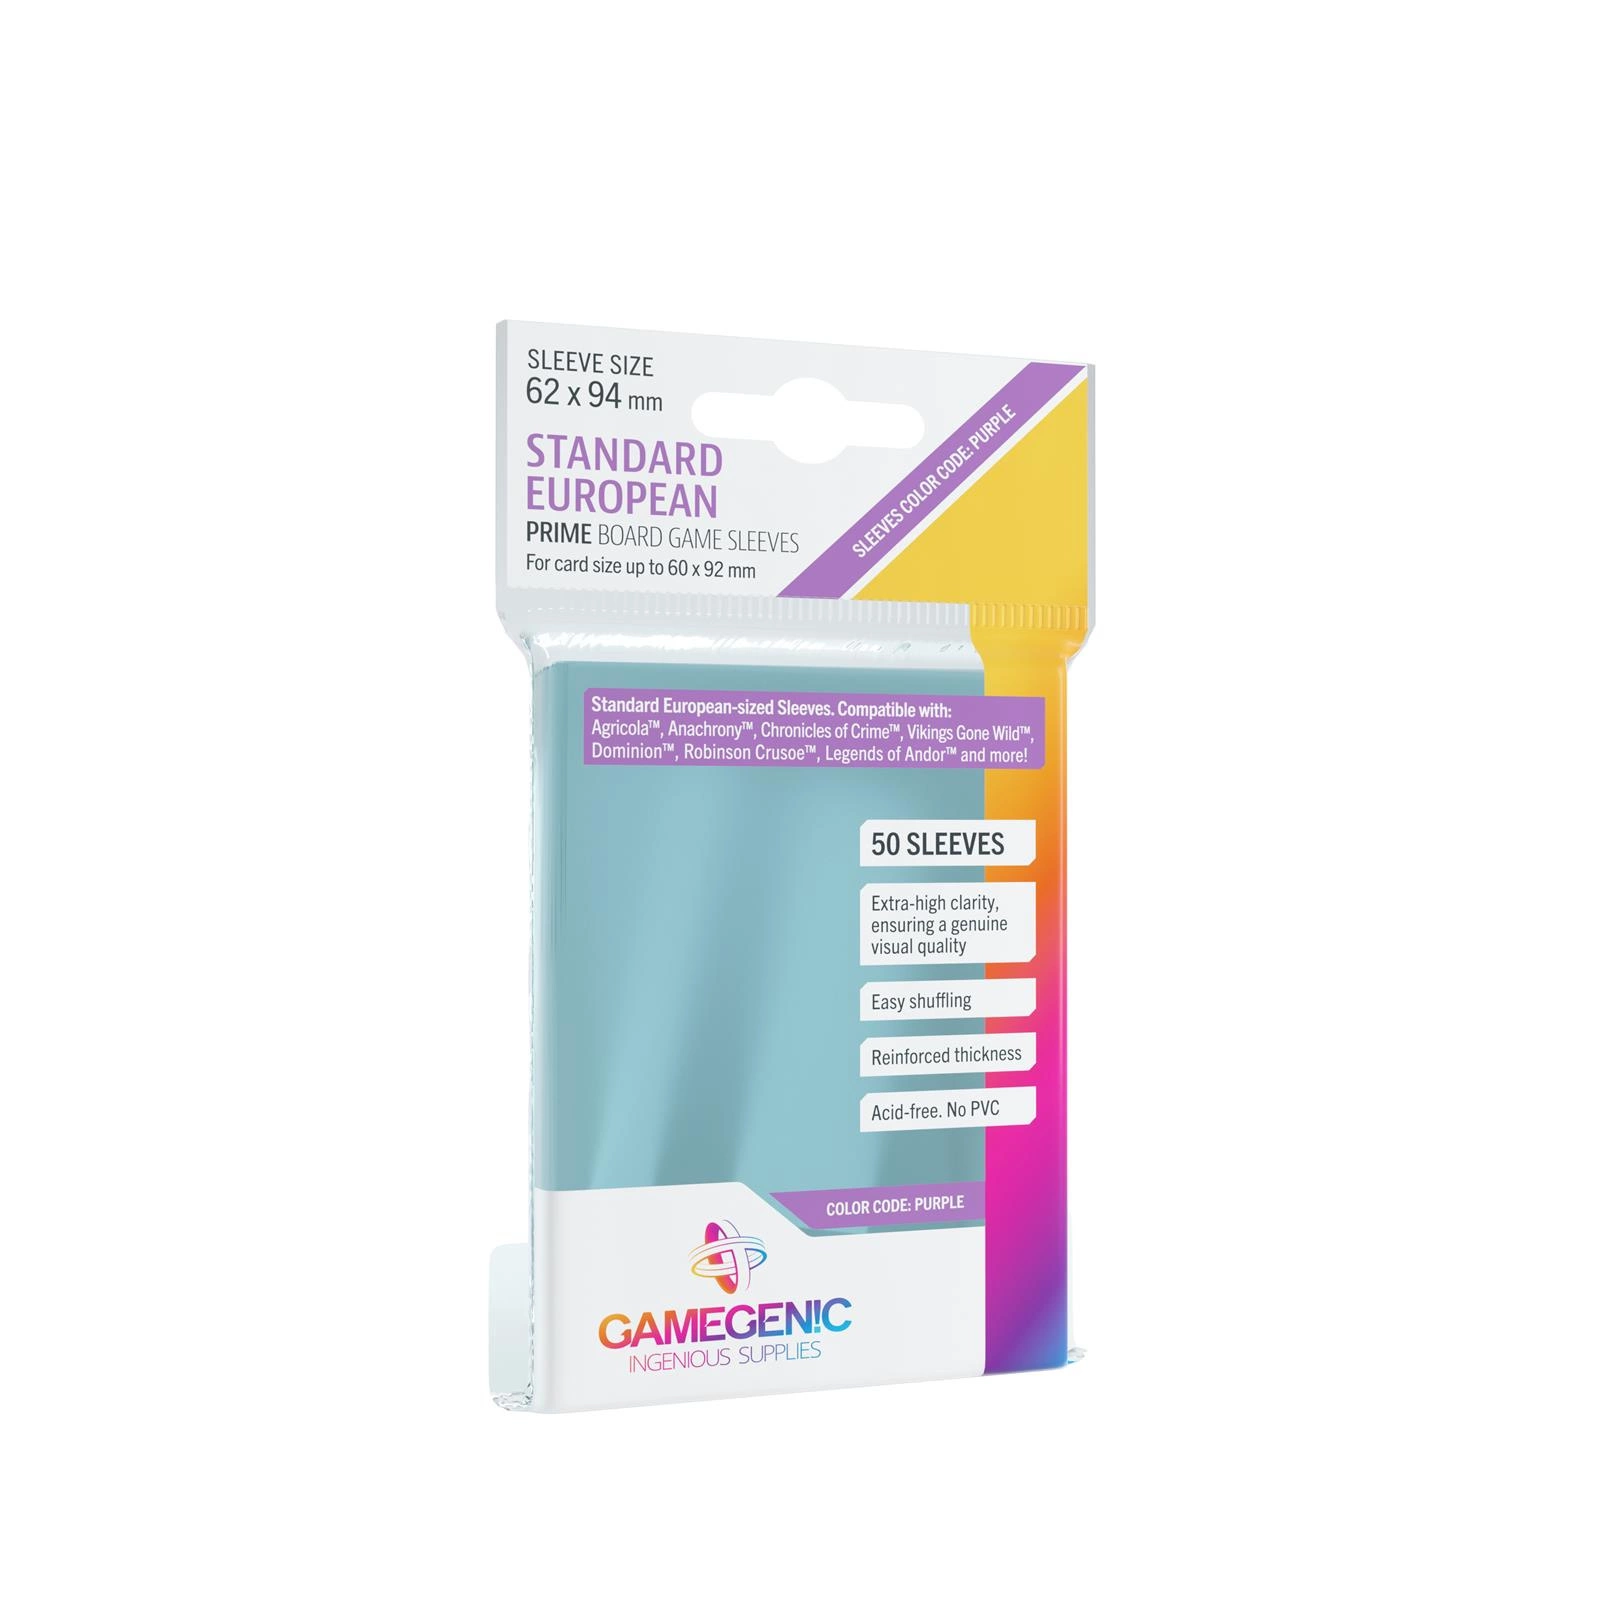 SLEEVE SIZE
62 x 94 mm
STANDARD
EUROPEAN
PRIME BOARD GAME SLEEVES
For card size up to 60 x 92 mm
SLEEVES COLOR CODE: PURPLE
Standard European-sized Sleeves. Compatible with:
Agricola™, Anachrony™, Chronicles of Crime™, Vikings Gone Wild™,
Dominion™, Robinson Crusoe™, Legends of Andor™ and more!
50 SLEEVES
Extra-high clarity,
ensuring a genuine
visual quality
Easy shuffling
Reinforced thickness
Acid-free. No PVC
COLOR CODE: PURPLE
GAMEGEN!C
INGENIOUS SUPPLIES